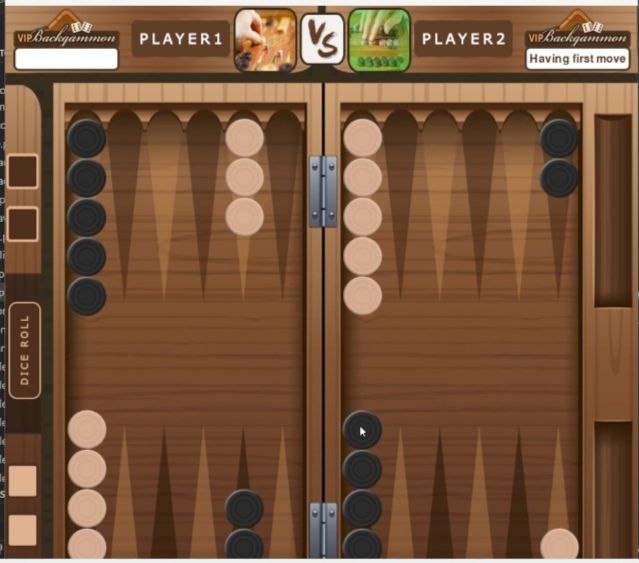 VIPBackgammon
PLAYER1
VS
PLAYER2
VIPBackgammon
Having first move
DICE ROLL